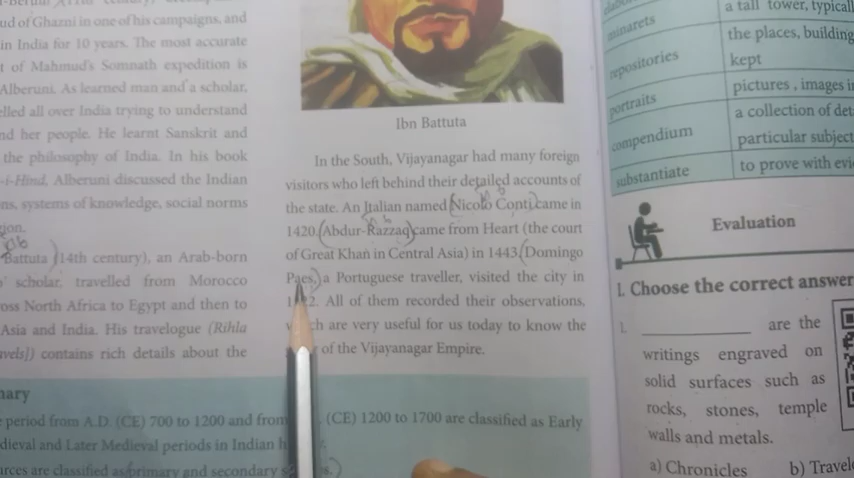 ud of Ghazni in one of his campaigns, and
in India for 10 years. The most accurate
t of Mahmud's Somnath expedition is
Alberuni. As learned man and a scholar,
elled all over India trying to understand
nd her people. He learnt Sanskrit and
the philosophy of India. In his book
-i-Hind, Alberuni discussed the Indian
ns, systems of knowledge, social norms
gion.
Battuta (14th century), an Arab-born
scholar, travelled from Morocco
oss North Africa to Egypt and then to
Asia and India. His travelogue (Rihla
avels]) contains rich details about the
Ibn Battuta
In the South, Vijayanagar had many foreign
visitors who left behind their detailed accounts of
the state. An Italian named Nicolo Conti came in
1420. Abdur-Razzaq came from Heart (the court
of Great Khan in Central Asia) in 1443. Domingo
Paes, a Portuguese traveller, visited the city in
All of them recorded their observations,
ch are very useful for us today to know the
of the Vijayanagar Empire.
mary
period from A.D. (CE) 700 to 1200 and from (CE) 1200 to 1700 are classified as Early
dieval and Later Medieval periods in Indian
urces are classified as primary and secondary
a tall tower, typicall
minarets
the places, building
repositories
kept
pictures, images i
portraits
a collection of det
compendium
particular subject
substantiate
to prove with evi
Evaluation
I. Choose the correct answer
1. ____________ are the
writings engraved on
solid surfaces such as
rocks, stones, temple
walls and metals.
a) Chronicles b) Travel